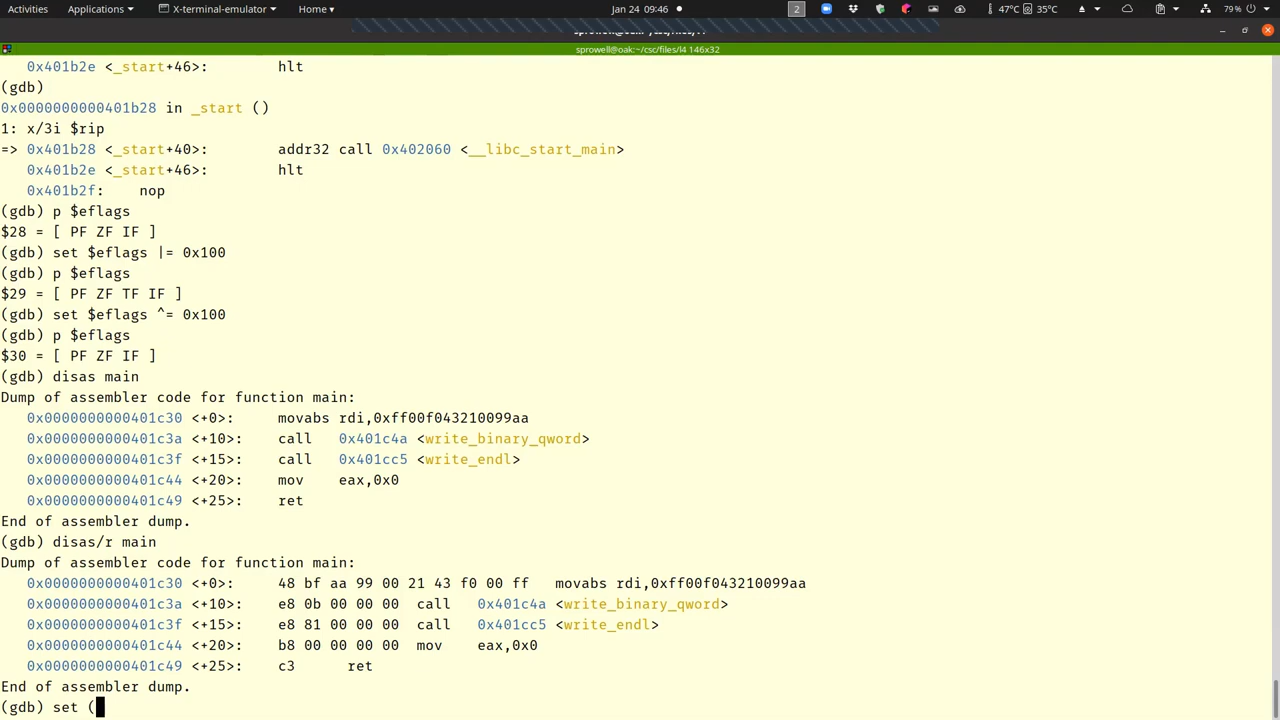 Activities Applications ▾ X-terminal-emulator ▾ Home ▾ Jan 24 09:46 ● 2 47°C 35°C 79%
sprowell@oak:~/csc/files/l4 146x32
0x401b2e <_start+46>: hlt
(gdb)
0x0000000000401b28 in _start ()
1: x/3i $rip
=> 0x401b28 <_start+40>: addr32 call 0x402060 <__libc_start_main>
0x401b2e <_start+46>: hlt
0x401b2f: nop
(gdb) p $eflags
$28 = [ PF ZF IF ]
(gdb) set $eflags |= 0x100
(gdb) p $eflags
$29 = [ PF ZF TF IF ]
(gdb) set $eflags ^= 0x100
(gdb) p $eflags
$30 = [ PF ZF IF ]
(gdb) disas main
Dump of assembler code for function main:
0x0000000000401c30 <+0>: movabs rdi,0xff00f043210099aa
0x0000000000401c3a <+10>: call 0x401c4a <write_binary_qword>
0x0000000000401c3f <+15>: call 0x401cc5 <write_endl>
0x0000000000401c44 <+20>: mov eax,0x0
0x0000000000401c49 <+25>: ret
End of assembler dump.
(gdb) disas/r main
Dump of assembler code for function main:
0x0000000000401c30 <+0>: 48 bf aa 99 00 21 43 f0 00 ff movabs rdi,0xff00f043210099aa
0x0000000000401c3a <+10>: e8 0b 00 00 00 call 0x401c4a <write_binary_qword>
0x0000000000401c3f <+15>: e8 81 00 00 00 call 0x401cc5 <write_endl>
0x0000000000401c44 <+20>: b8 00 00 00 00 mov eax,0x0
0x0000000000401c49 <+25>: c3 ret
End of assembler dump.
(gdb) set (